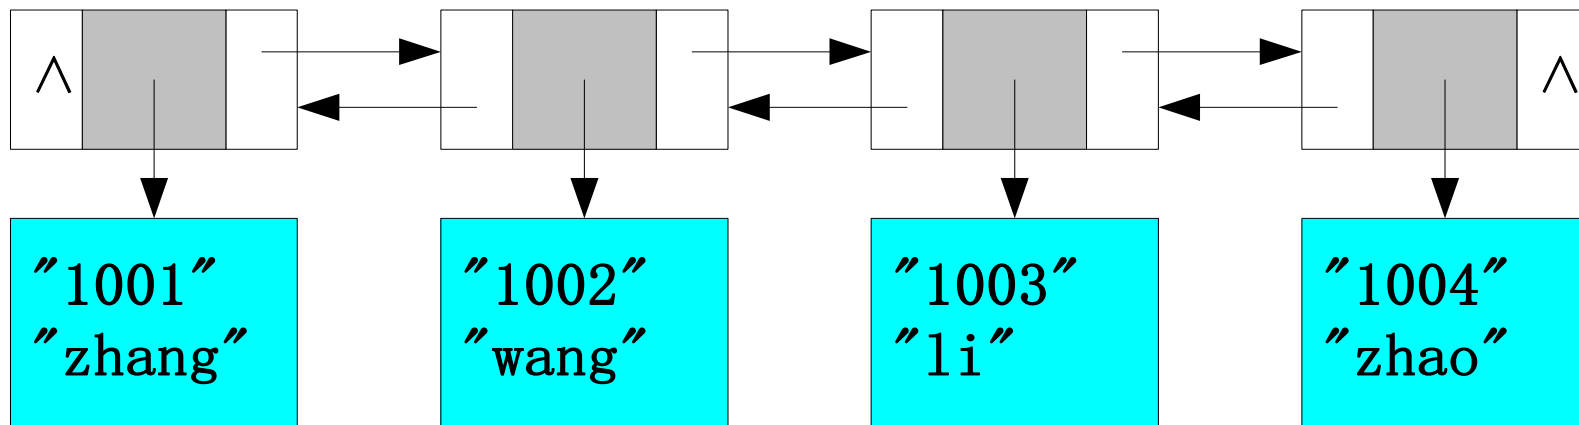 ∧ ∧
"1001" "1002" "1003" "1004"
"zhang" "wang" "li" "zhao"